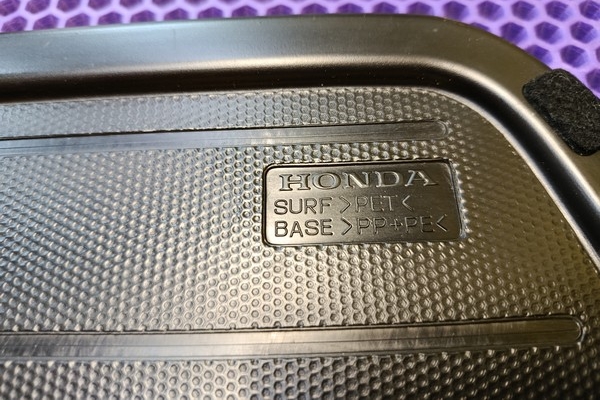 HONDA
SURF >PET<
BASE >PP+PE<